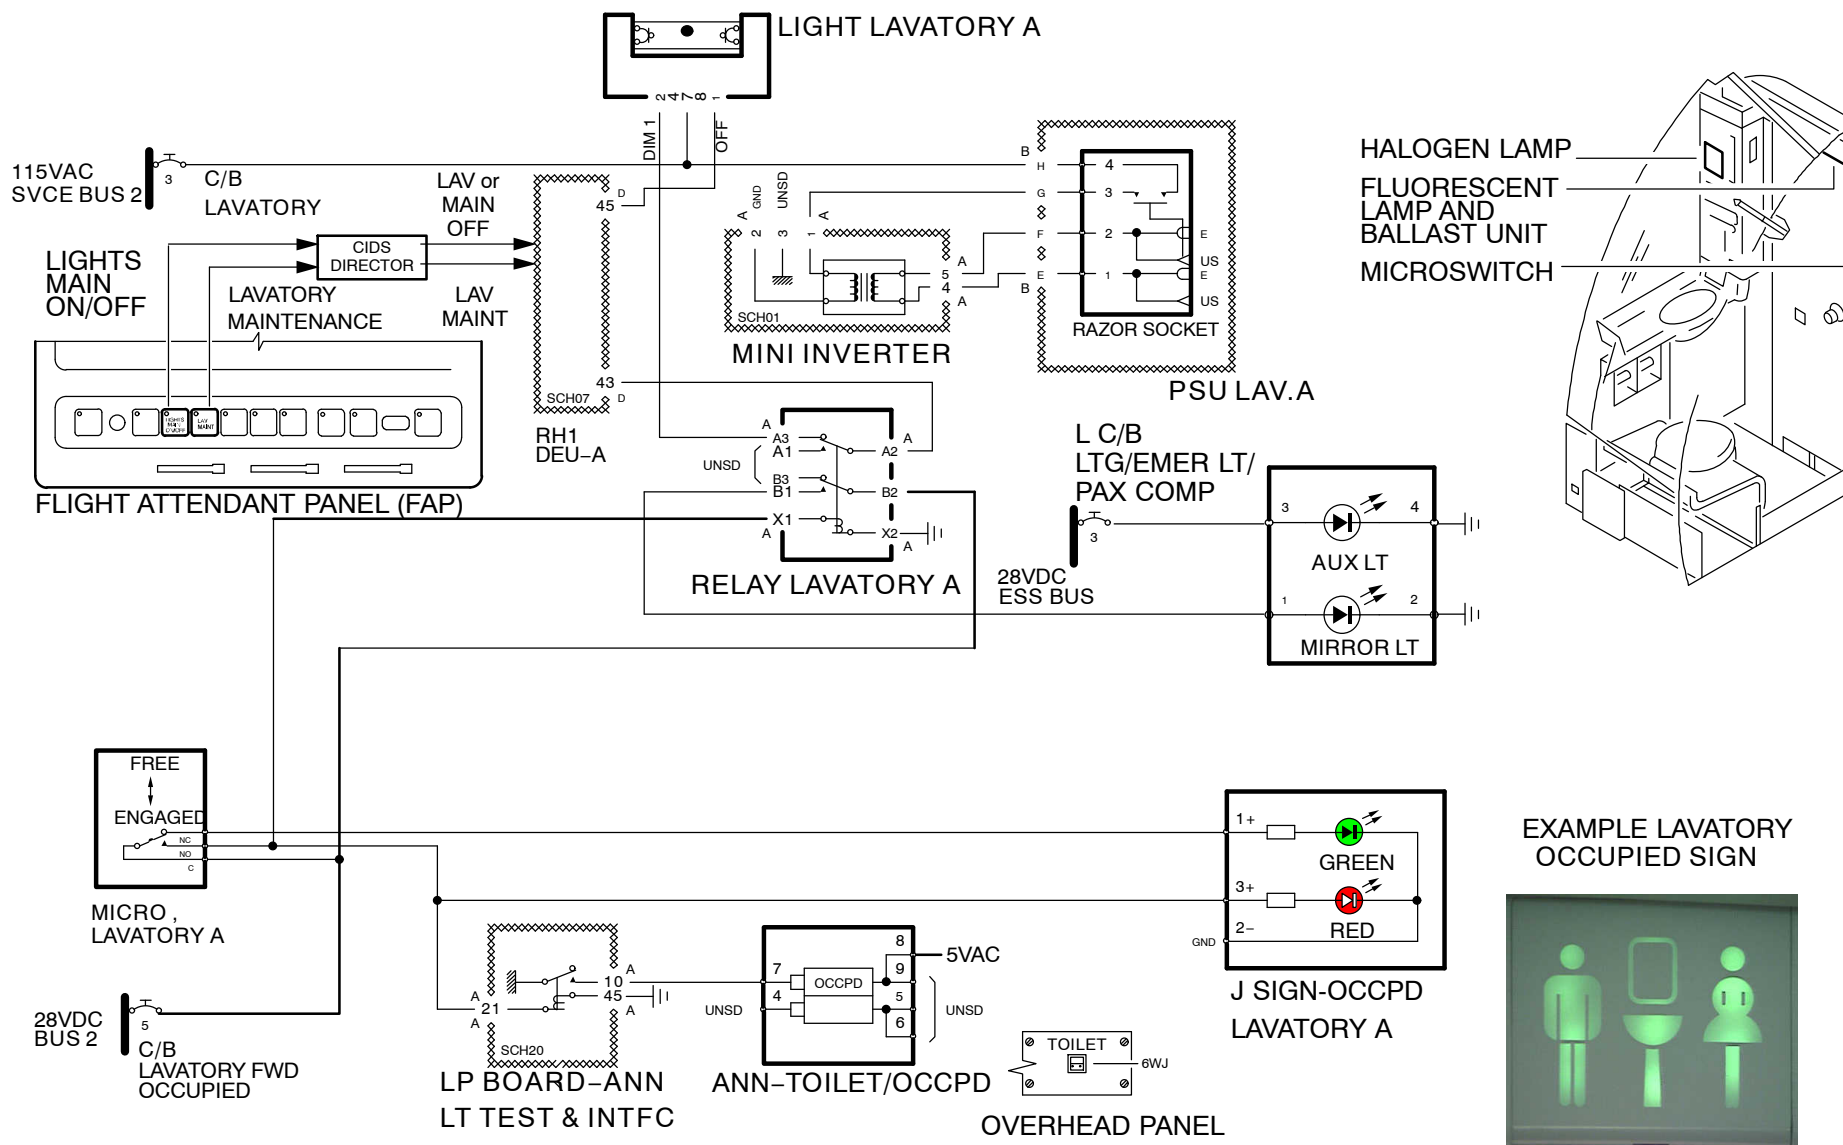 LIGHT LAVATORY A
2 4 7 8 1
DIM 1
OFF
115VAC
SVCE BUS 2
3
C/B
LAVATORY
LAV or
MAIN
OFF
D
45
LIGHTS
MAIN
ON/OFF
CIDS
DIRECTOR
LAVATORY
MAINTENANCE
LAV
MAINT
43
D
SCH07
RH1
DEU-A
LIGHTS
MAIN
ON/OFF
LAV
MAINT
FLIGHT ATTENDANT PANEL (FAP)
A
GND
UNSD
A
2 3 1
A
5
4
A
SCH01
MINI INVERTER
B
H
G
F
E
B
4
3
2
1
E
US
E
US
RAZOR SOCKET
PSU LAV.A
HALOGEN LAMP
FLUORESCENT
LAMP AND
BALLAST UNIT
MICROSWITCH
A
A3
A1
UNSD
B3
B1
X1
A
A
A2
B2
X2
A
RELAY LAVATORY A
L C/B
LTG/EMER LT/
PAX COMP
3
28VDC
ESS BUS
3
4
AUX LT
1
2
MIRROR LT
FREE
ENGAGED
NC
NO
C
MICRO ,
LAVATORY A
28VDC
BUS 2
5
C/B
LAVATORY FWD
OCCUPIED
A
21
A
A
10
45
A
SCH20
LP BOARD-ANN
LT TEST & INTFC
UNSD
7
4
OCCPD
8
9
5
6
5VAC
UNSD
ANN-TOILET/OCCPD
TOILET
6WJ
OVERHEAD PANEL
1+
GREEN
3+
RED
2-
GND
J SIGN-OCCPD
LAVATORY A
EXAMPLE LAVATORY
OCCUPIED SIGN